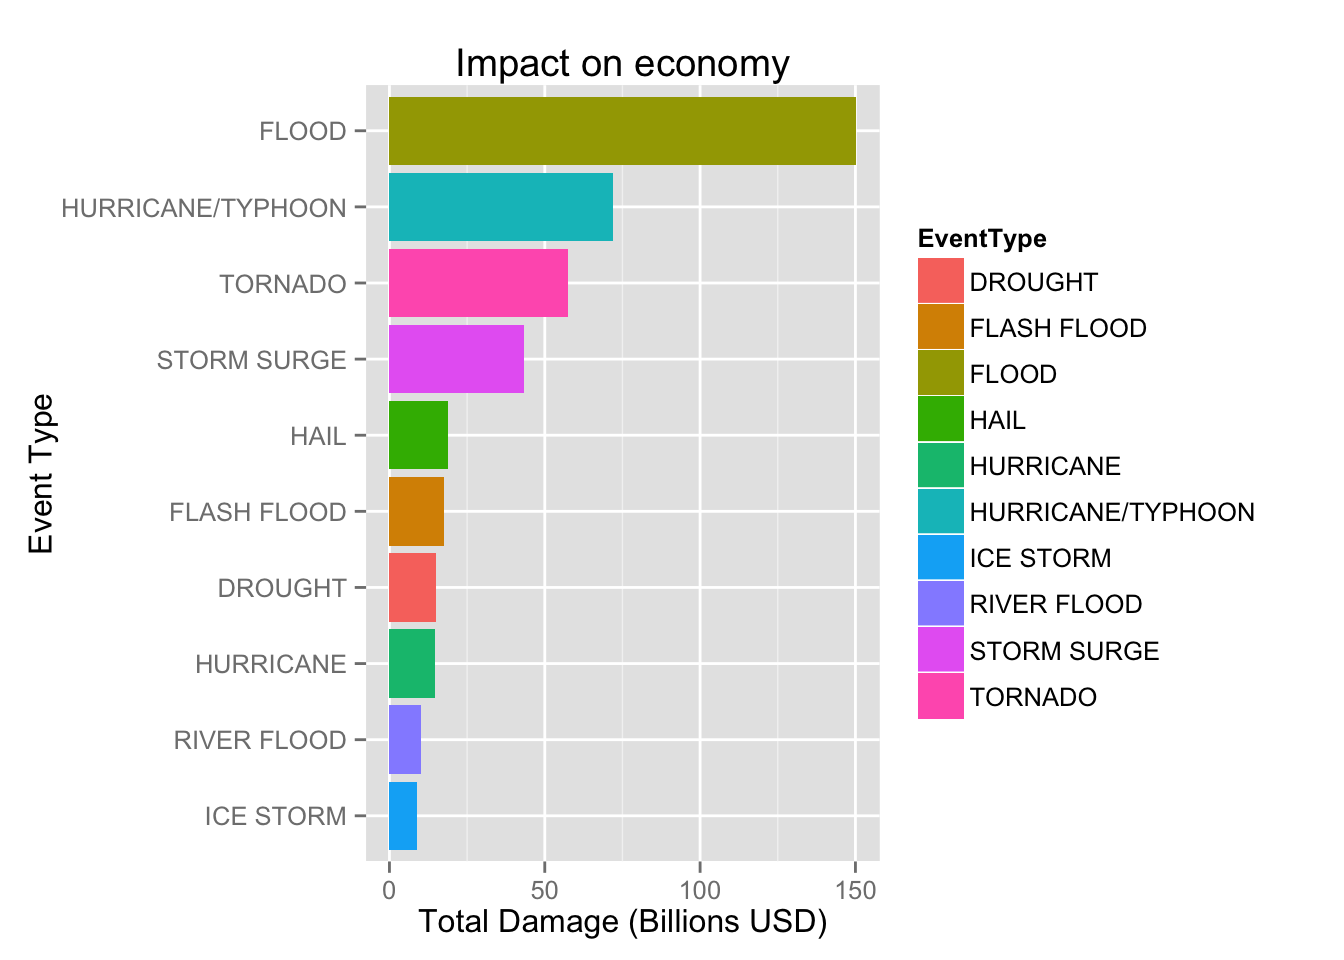 Impact on economy
FLOOD
HURRICANE/TYPHOON
TORNADO
STORM SURGE
HAIL
FLASH FLOOD
DROUGHT
HURRICANE
RIVER FLOOD
ICE STORM
Event Type
0 50 100 150
Total Damage (Billions USD)
EventType
DROUGHT
FLASH FLOOD
FLOOD
HAIL
HURRICANE
HURRICANE/TYPHOON
ICE STORM
RIVER FLOOD
STORM SURGE
TORNADO